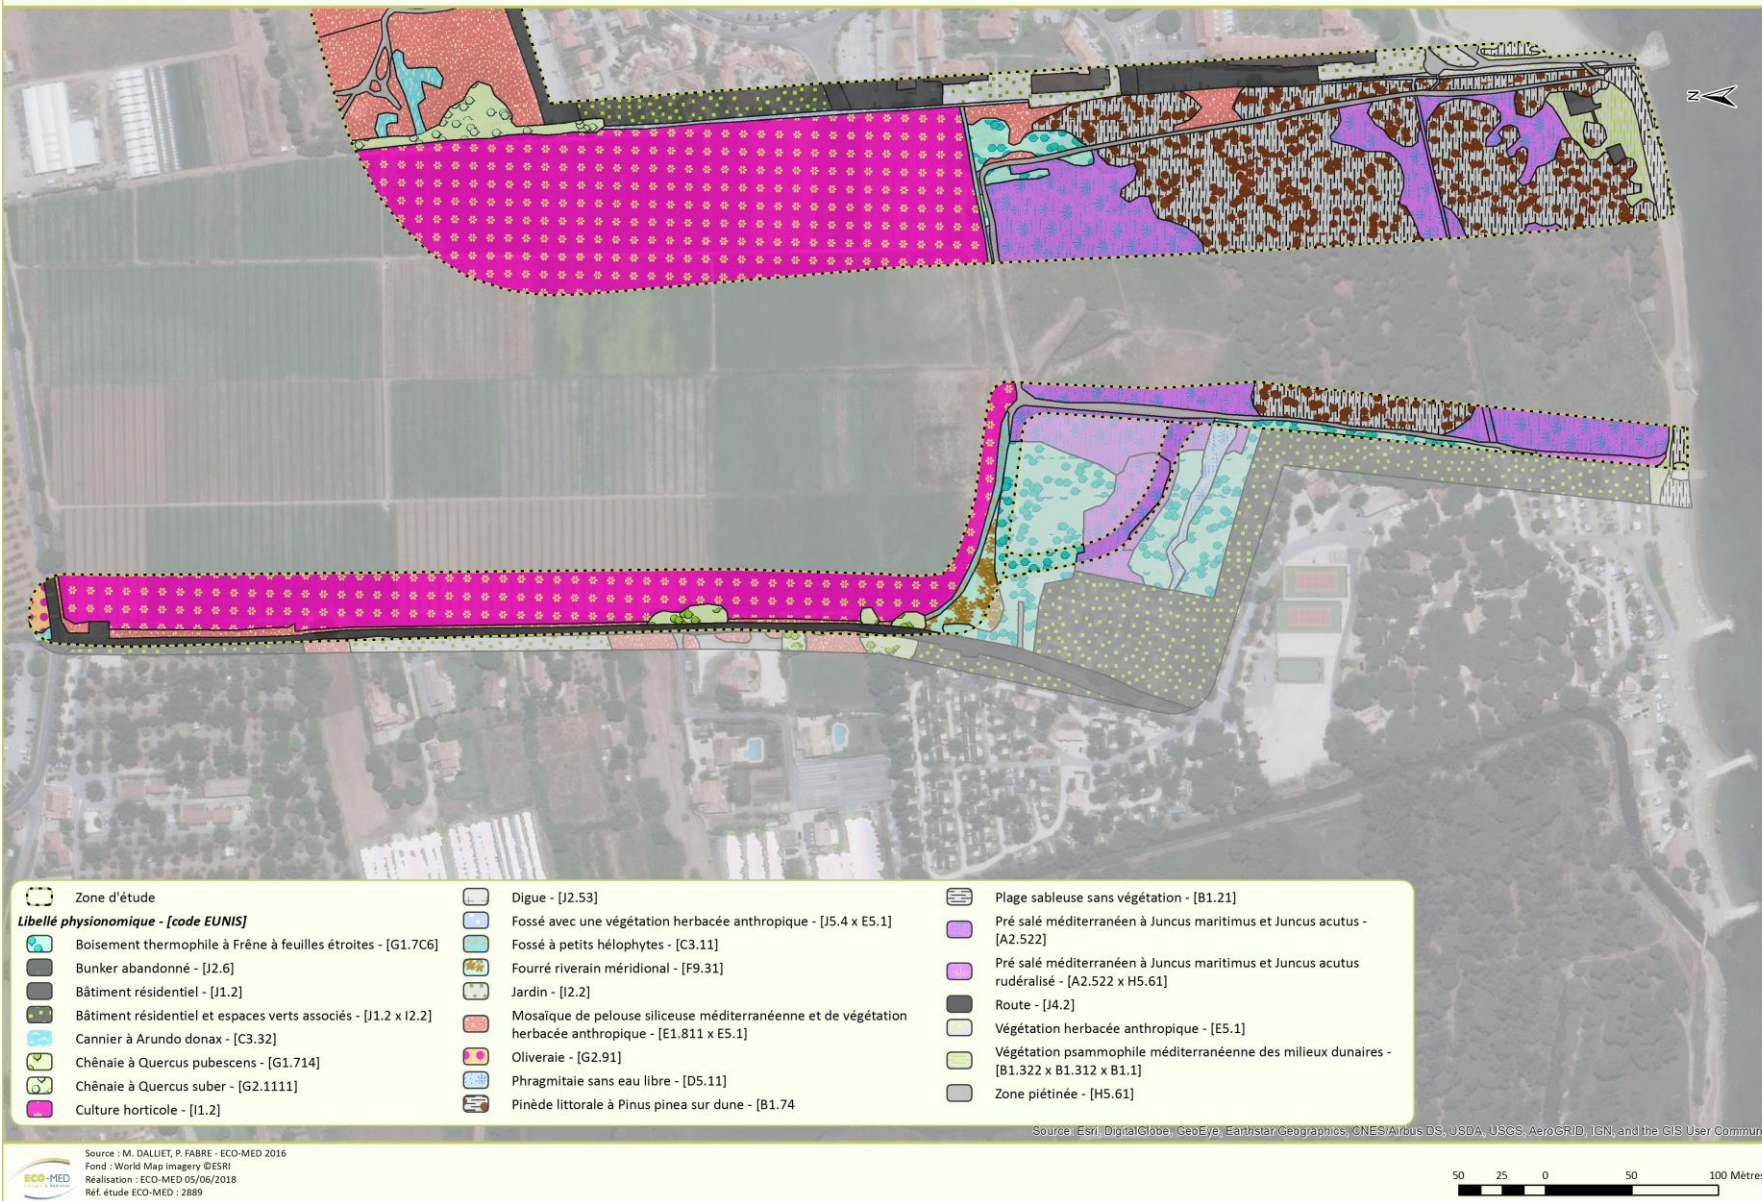 N
Zone d'étude
Libellé physionomique - [code EUNIS]
Boisement thermophile à Frêne à feuilles étroites - [G1.7C6]
Bunker abandonné - [J2.6]
Bâtiment résidentiel - [J1.2]
Bâtiment résidentiel et espaces verts associés - [J1.2 x I2.2]
Cannier à Arundo donax - [C3.32]
Chênaie à Quercus pubescens - [G1.714]
Chênaie à Quercus suber - [G2.1111]
Culture horticole - [I1.2]
Digue - [J2.53]
Fossé avec une végétation herbacée anthropique - [J5.4 x E5.1]
Fossé à petits hélophytes - [C3.11]
Fourré riverain méridional - [F9.31]
Jardin - [I2.2]
Mosaïque de pelouse siliceuse méditerranéenne et de végétation
herbacée anthropique - [E1.811 x E5.1]
Oliveraie - [G2.91]
Phragmitaie sans eau libre - [D5.11]
Pinède littorale à Pinus pinea sur dune - [B1.74
Plage sableuse sans végétation - [B1.21]
Pré salé méditerranéen à Juncus maritimus et Juncus acutus -
[A2.522]
Pré salé méditerranéen à Juncus maritimus et Juncus acutus
rudéralisé - [A2.522 x H5.61]
Route - [J4.2]
Végétation herbacée anthropique - [E5.1]
Végétation psammophile méditerranéenne des milieux dunaires -
[B1.322 x B1.312 x B1.1]
Zone piétinée - [H5.61]
Source: Esri, DigitalGlobe, GeoEye, Earthstar Geographics, CNES/Airbus DS, USDA, USGS, AeroGRID, IGN, and the GIS User Commun
ECO-MED
Source : M. DALLIET, P. FABRE - ECO-MED 2016
Fond : World Map imagery ©ESRI
Réalisation : ECO-MED 05/06/2018
Réf. étude ECO-MED : 2889
50 25 0 50 100 Mètres